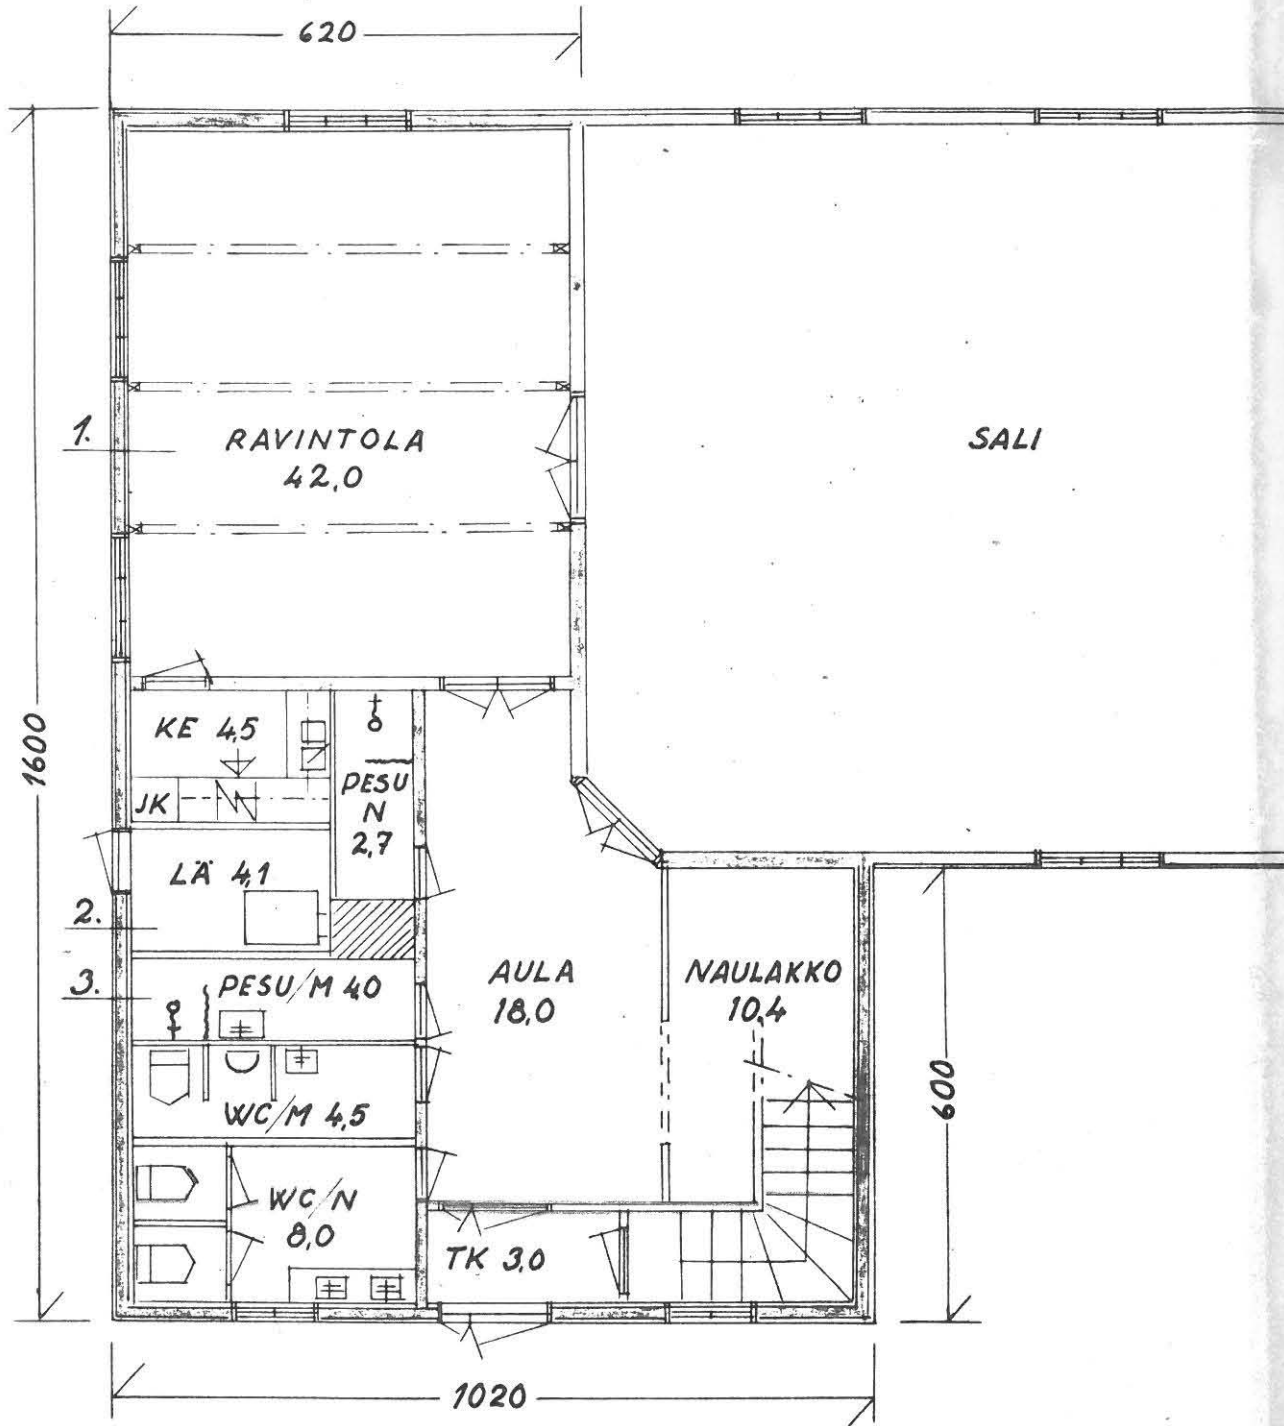 620
1.
RAVINTOLA
42,0
SALI
1600
KE 4,5
JK
PESU
N
2,7
LÄ 4,1
2.
3.
PESU/M 4,0
AULA
18,0
NAULAKKO
10,4
WC/M 4,5
600
WC/N
8,0
TK 3,0
1020